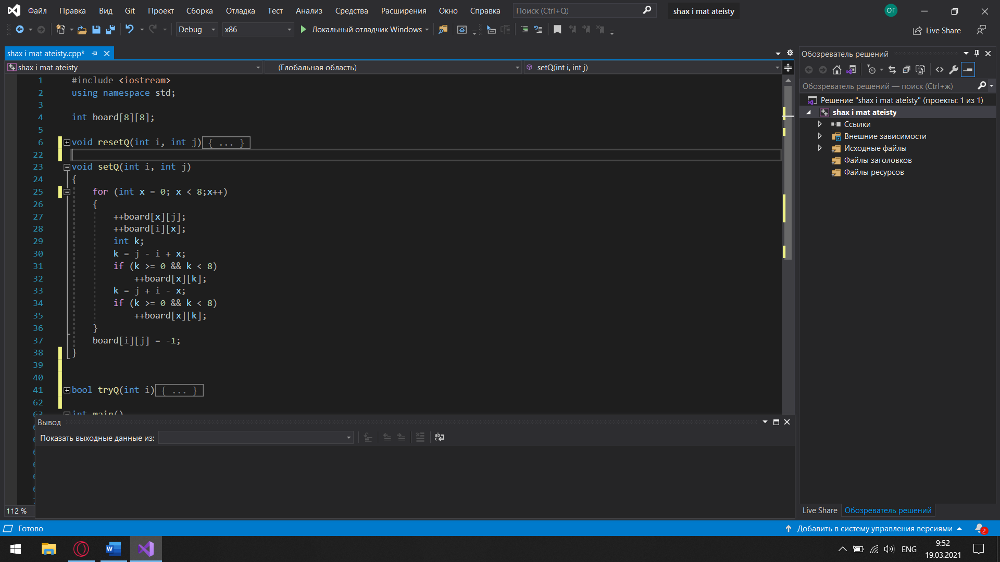 Файл Правка Вид Git Проект Сборка Отладка Тест Анализ Средства Расширения Окно Справка Поиск (Ctrl+Q) shax i mat ateisty ОГ
Debug x86 Локальный отладчик Windows Live Share
shax i mat ateisty.cpp*
shax i mat ateisty (Глобальная область) setQ(int i, int j)
1 #include <iostream>
2 using namespace std;
3
4 int board[8][8];
5
6 void resetQ(int i, int j){ ... }
22
23 void setQ(int i, int j)
24 {
25 for (int x = 0; x < 8;x++)
26 {
27 ++board[x][j];
28 ++board[i][x];
29 int k;
30 k = j - i + x;
31 if (k >= 0 && k < 8)
32 ++board[x][k];
33 k = j + i - x;
34 if (k >= 0 && k < 8)
35 ++board[x][k];
36 }
37 board[i][j] = -1;
38 }
39
40
41 bool tryQ(int i){ ... }
62
63 int main()
112 %
Вывод
Показать выходные данные из:
Обозреватель решений
Обозреватель решений — поиск (Ctrl+ж)
Решение "shax i mat ateisty" (проекты: 1 из 1)
shax i mat ateisty
Ссылки
Внешние зависимости
Исходные файлы
Файлы заголовков
Файлы ресурсов
Live Share Обозреватель решений
Готово Добавить в систему управления версиями 2
ENG 9:52
19.03.2021